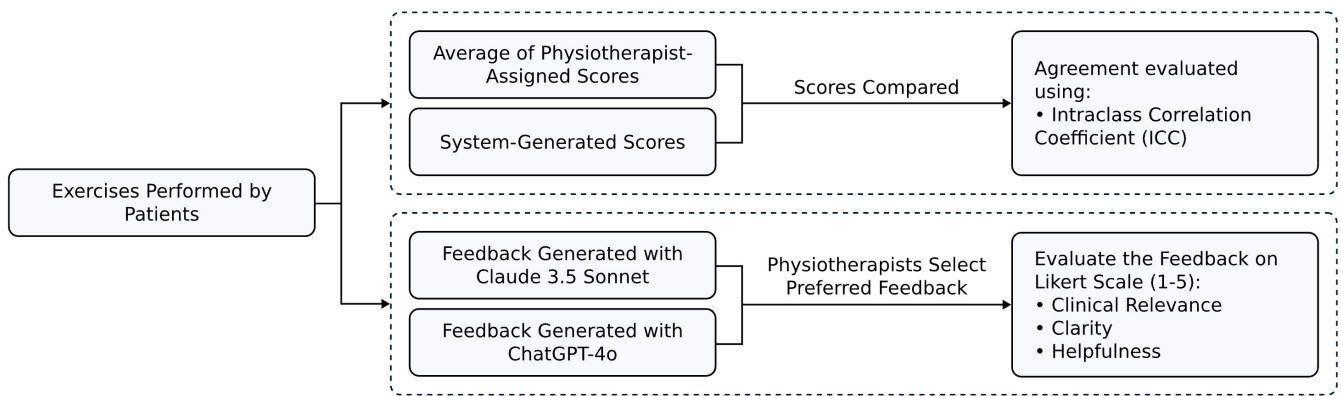 Exercises Performed by
Patients
Average of Physiotherapist-
Assigned Scores
System-Generated Scores
Scores Compared
Agreement evaluated
using:
• Intraclass Correlation
Coefficient (ICC)
Feedback Generated with
Claude 3.5 Sonnet
Feedback Generated with
ChatGPT-4o
Physiotherapists Select
Preferred Feedback
Evaluate the Feedback on
Likert Scale (1-5):
• Clinical Relevance
• Clarity
• Helpfulness